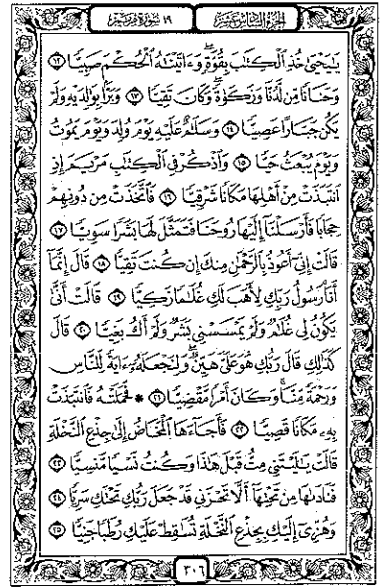 الجزء السادس عشر
١٩ سورة مريم
يَٰيَحْيَىٰ خُذِ ٱلْكِتَٰبَ بِقُوَّةٍ وَءَاتَيْنَٰهُ ٱلْحُكْمَ صَبِيًّا ١٢
وَحَنَانًا مِّن لَّدُنَّا وَزَكَوٰةً وَكَانَ تَقِيًّا ١٣ وَبَرًّۢا بِوَٰلِدَيْهِ وَلَمْ
يَكُن جَبَّارًا عَصِيًّا ١٤ وَسَلَٰمٌ عَلَيْهِ يَوْمَ وُلِدَ وَيَوْمَ يَمُوتُ
وَيَوْمَ يُبْعَثُ حَيًّا ١٥ وَٱذْكُرْ فِى ٱلْكِتَٰبِ مَرْيَمَ إِذِ
ٱنتَبَذَتْ مِنْ أَهْلِهَا مَكَانًا شَرْقِيًّا ١٦ فَٱتَّخَذَتْ مِن دُونِهِمْ
حِجَابًا فَأَرْسَلْنَآ إِلَيْهَا رُوحَنَا فَتَمَثَّلَ لَهَا بَشَرًا سَوِيًّا ١٧
قَالَتْ إِنِّىٓ أَعُوذُ بِٱلرَّحْمَٰنِ مِنكَ إِن كُنتَ تَقِيًّا ١٨ قَالَ إِنَّمَآ
أَنَا۠ رَسُولُ رَبِّكِ لِأَهَبَ لَكِ غُلَٰمًا زَكِيًّا ١٩ قَالَتْ أَنَّىٰ
يَكُونُ لِى غُلَٰمٌ وَلَمْ يَمْسَسْنِى بَشَرٌ وَلَمْ أَكُ بَغِيًّا ٢٠ قَالَ
كَذَٰلِكِ قَالَ رَبُّكِ هُوَ عَلَىَّ هَيِّنٌ وَلِنَجْعَلَهُۥٓ ءَايَةً لِّلنَّاسِ
وَرَحْمَةً مِّنَّا وَكَانَ أَمْرًا مَّقْضِيًّا ٢١ * فَحَمَلَتْهُ فَٱنتَبَذَتْ
بِهِۦ مَكَانًا قَصِيًّا ٢٢ فَأَجَآءَهَا ٱلْمَخَاضُ إِلَىٰ جِذْعِ ٱلنَّخْلَةِ
قَالَتْ يَٰلَيْتَنِى مِتُّ قَبْلَ هَٰذَا وَكُنتُ نَسْيًا مَّنسِيًّا ٢٣
فَنَادَىٰهَا مِن تَحْتِهَآ أَلَّا تَحْزَنِى قَدْ جَعَلَ رَبُّكِ تَحْتَكِ سَرِيًّا ٢٤
وَهُزِّىٓ إِلَيْكِ بِجِذْعِ ٱلنَّخْلَةِ تُسَٰقِطْ عَلَيْكِ رُطَبًا جَنِيًّا ٢٥
٣٠٦